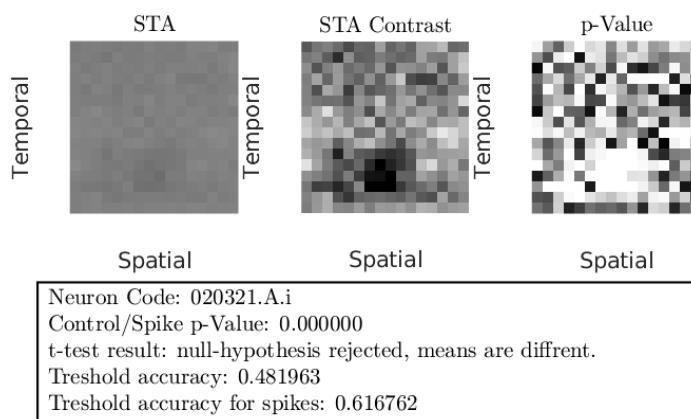 STA
STA Contrast
p-Value
Temporal
Temporal
Temporal
Spatial
Spatial
Spatial
Neuron Code: 020321.A.i
Control/Spike p-Value: 0.000000
t-test result: null-hypothesis rejected, means are diffrent.
Treshold accuracy: 0.481963
Treshold accuracy for spikes: 0.616762